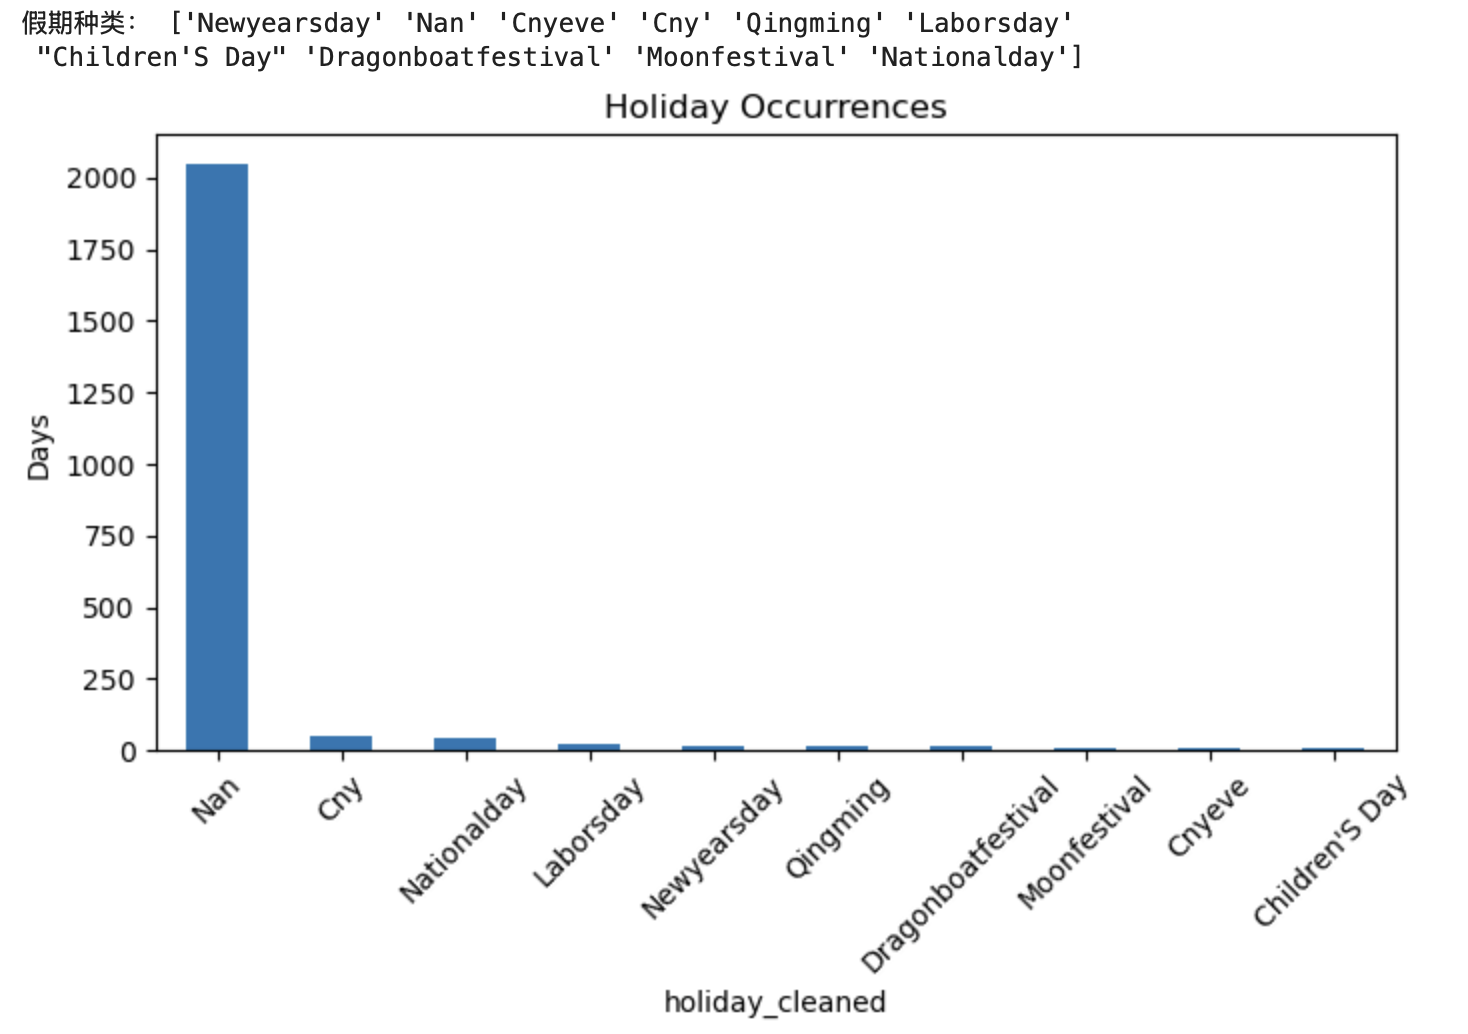 假期种类： ['Newyearsday' 'Nan' 'Cnyeve' 'Cny' 'Qingming' 'Laborsday'
"Children'S Day" 'Dragonboatfestival' 'Moonfestival' 'Nationalday']
Holiday Occurrences
2000
1750
1500
1250
1000
750
500
250
0
Days
Nan
Cny
Nationalday
Laborsday
Newyearsday
Qingming
Dragonboatfestival
Moonfestival
Cnyeve
Children'S Day
holiday_cleaned